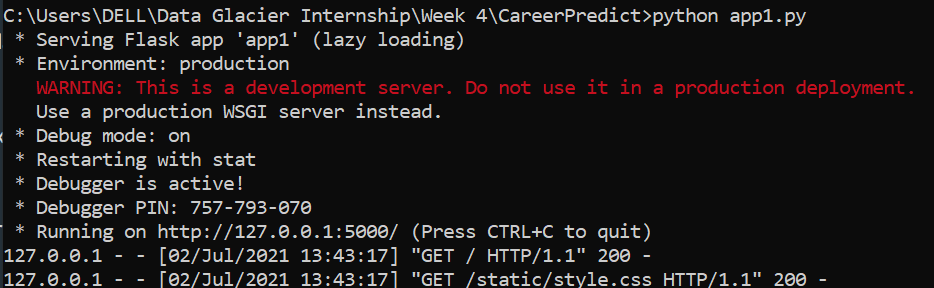 C:\Users\DELL\Data Glacier Internship\Week 4\CareerPredict>python app1.py
* Serving Flask app 'app1' (lazy loading)
* Environment: production
WARNING: This is a development server. Do not use it in a production deployment.
Use a production WSGI server instead.
* Debug mode: on
* Restarting with stat
* Debugger is active!
* Debugger PIN: 757-793-070
* Running on http://127.0.0.1:5000/ (Press CTRL+C to quit)
127.0.0.1 - - [02/Jul/2021 13:43:17] "GET / HTTP/1.1" 200 -
127.0.0.1 - - [02/Jul/2021 13:43:17] "GET /static/style.css HTTP/1.1" 200 -